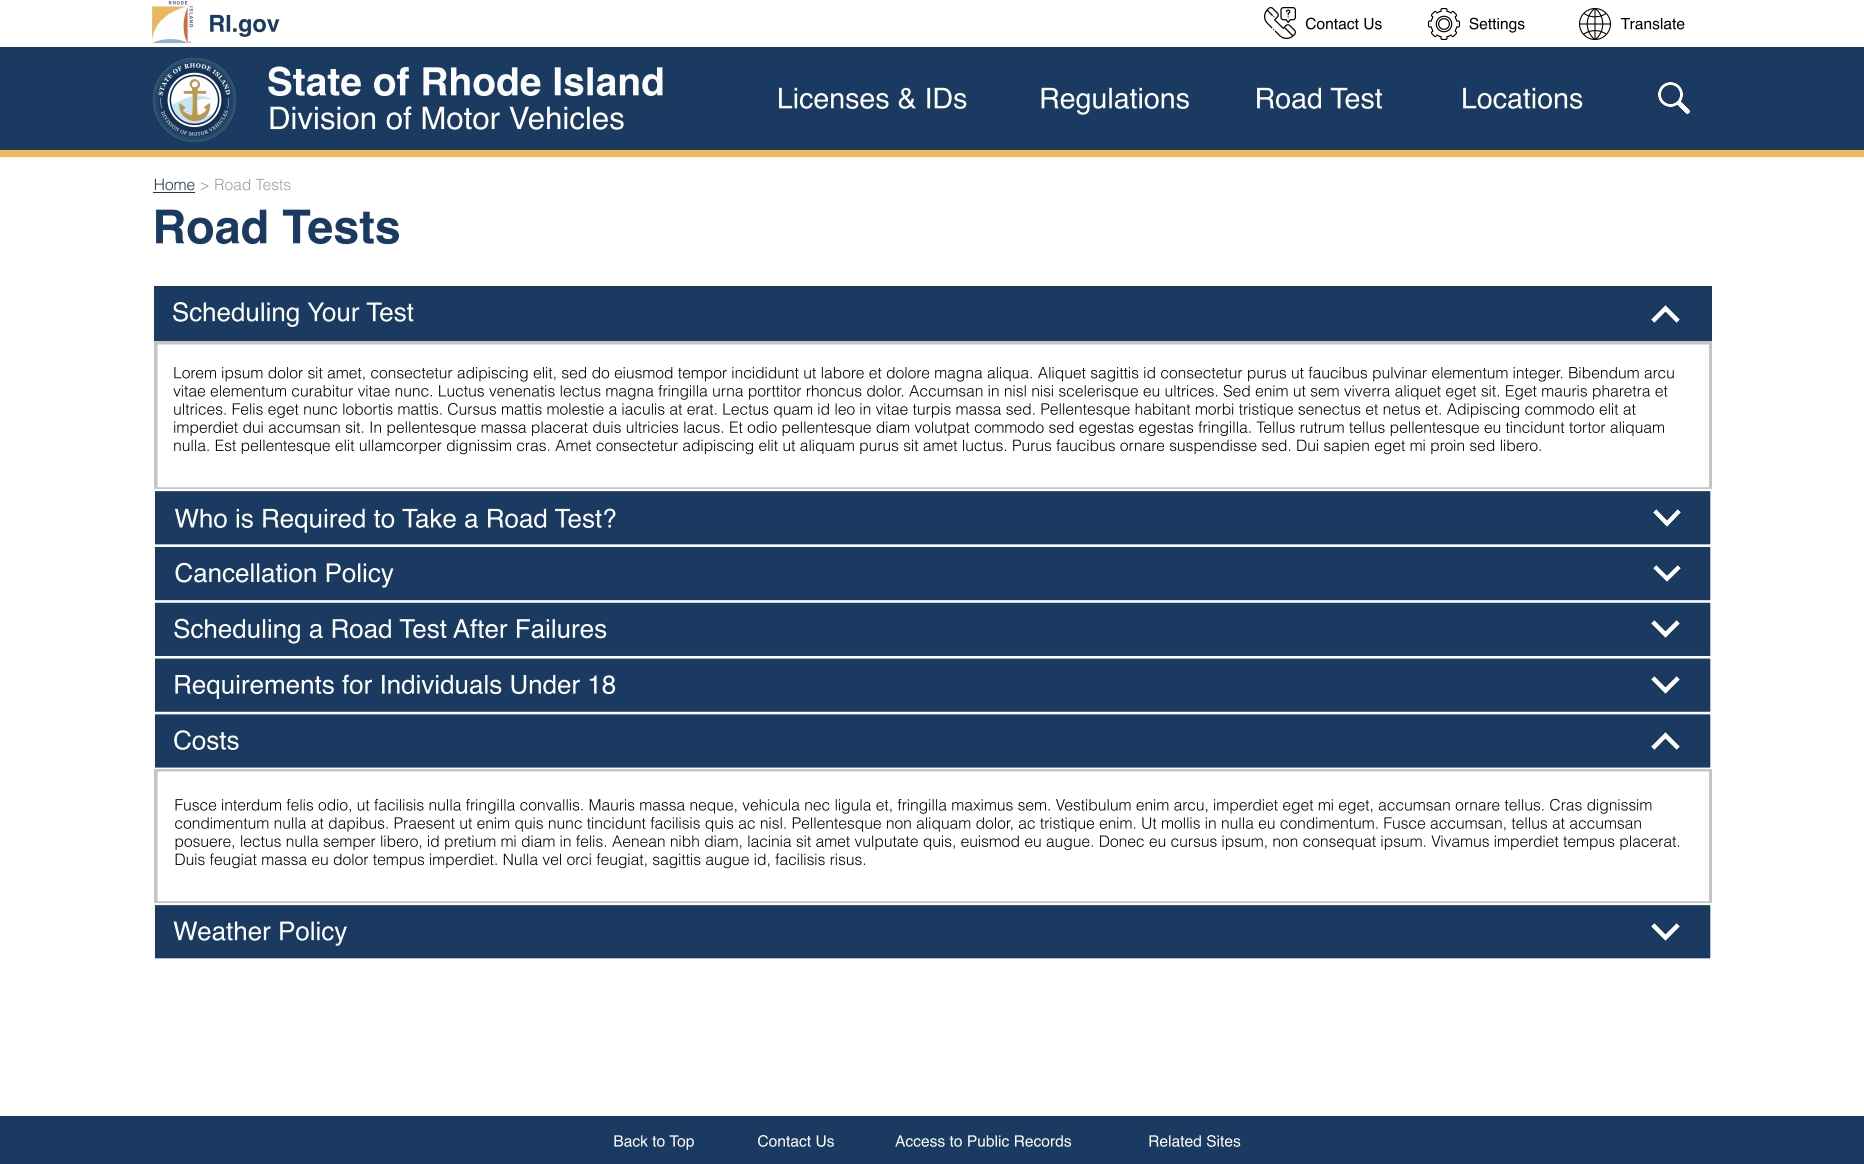 RHODE
ISLAND
RI.gov
Contact Us
Settings
Translate
STATE OF RHODE ISLAND
DIVISION OF MOTOR VEHICLES
State of Rhode Island
Division of Motor Vehicles
Licenses & IDs
Regulations
Road Test
Locations
Home > Road Tests
Road Tests
Scheduling Your Test
Lorem ipsum dolor sit amet, consectetur adipiscing elit, sed do eiusmod tempor incididunt ut labore et dolore magna aliqua. Aliquet sagittis id consectetur purus ut faucibus pulvinar elementum integer. Bibendum arcu
vitae elementum curabitur vitae nunc. Luctus venenatis lectus magna fringilla urna porttitor rhoncus dolor. Accumsan in nisl nisi scelerisque eu ultrices. Sed enim ut sem viverra aliquet eget sit. Eget mauris pharetra et
ultrices. Felis eget nunc lobortis mattis. Cursus mattis molestie a iaculis at erat. Lectus quam id leo in vitae turpis massa sed. Pellentesque habitant morbi tristique senectus et netus et. Adipiscing commodo elit at
imperdiet dui accumsan sit. In pellentesque massa placerat duis ultricies lacus. Et odio pellentesque diam volutpat commodo sed egestas egestas fringilla. Tellus rutrum tellus pellentesque eu tincidunt tortor aliquam
nulla. Est pellentesque elit ullamcorper dignissim cras. Amet consectetur adipiscing elit ut aliquam purus sit amet luctus. Purus faucibus ornare suspendisse sed. Dui sapien eget mi proin sed libero.
Who is Required to Take a Road Test?
Cancellation Policy
Scheduling a Road Test After Failures
Requirements for Individuals Under 18
Costs
Fusce interdum felis odio, ut facilisis nulla fringilla convallis. Mauris massa neque, vehicula nec ligula et, fringilla maximus sem. Vestibulum enim arcu, imperdiet eget mi eget, accumsan ornare tellus. Cras dignissim
condimentum nulla at dapibus. Praesent ut enim quis nunc tincidunt facilisis quis ac nisl. Pellentesque non aliquam dolor, ac tristique enim. Ut mollis in nulla eu condimentum. Fusce accumsan, tellus at accumsan
posuere, lectus nulla semper libero, id pretium mi diam in felis. Aenean nibh diam, lacinia sit amet vulputate quis, euismod eu augue. Donec eu cursus ipsum, non consequat ipsum. Vivamus imperdiet tempus placerat.
Duis feugiat massa eu dolor tempus imperdiet. Nulla vel orci feugiat, sagittis augue id, facilisis risus.
Weather Policy
Back to Top
Contact Us
Access to Public Records
Related Sites